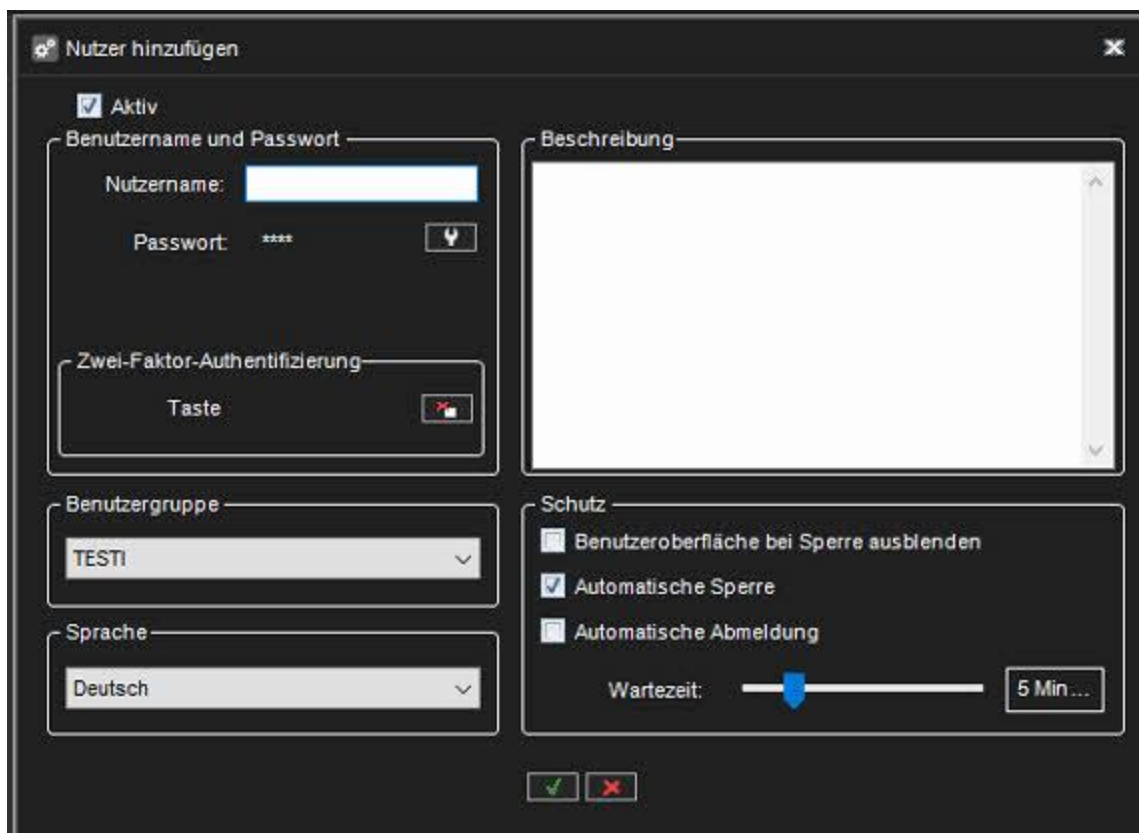 Nutzer hinzufügen
Aktiv
Benutzername und Passwort
Nutzername:
Passwort: ****
Zwei-Faktor-Authentifizierung
Taste
Benutzergruppe
TESTI
Sprache
Deutsch
Beschreibung
Schutz
Benutzeroberfläche bei Sperre ausblenden
Automatische Sperre
Automatische Abmeldung
Wartezeit: 5 Min...